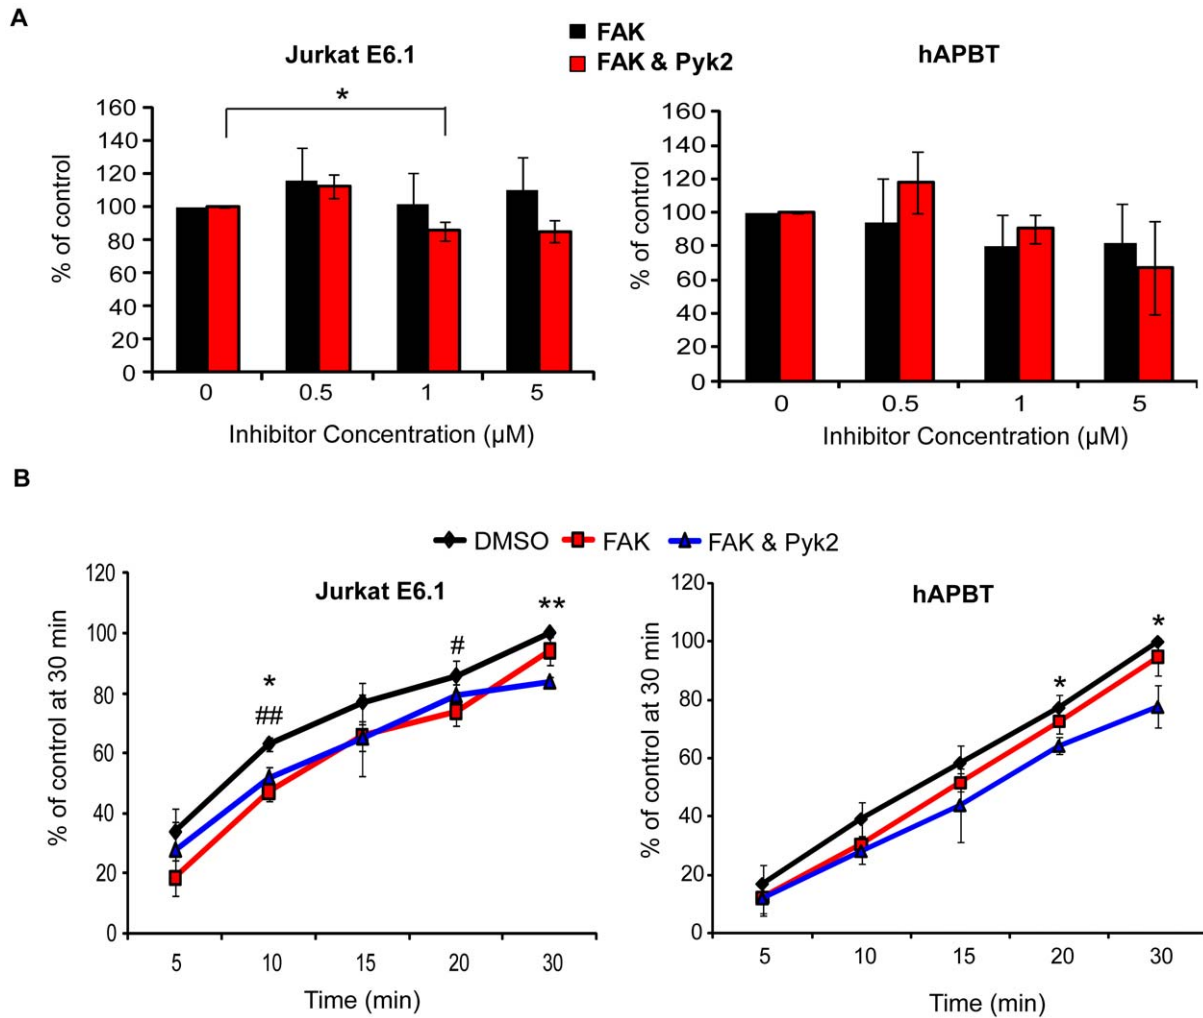 A
FAK
FAK & Pyk2
Jurkat E6.1
hAPBT
*
160
140
120
100
80
60
40
20
0
% of control
0 0.5 1 5
Inhibitor Concentration (µM)
160
140
120
100
80
60
40
20
0
% of control
0 0.5 1 5
Inhibitor Concentration (µM)
B
DMSO FAK FAK & Pyk2
Jurkat E6.1
120
100
80
60
40
20
0
% of control at 30 min
*
##
#
**
5 10 15 20 30
Time (min)
hAPBT
120
100
80
60
40
20
0
% of control at 30 min
*
*
5 10 15 20 30
Time (min)